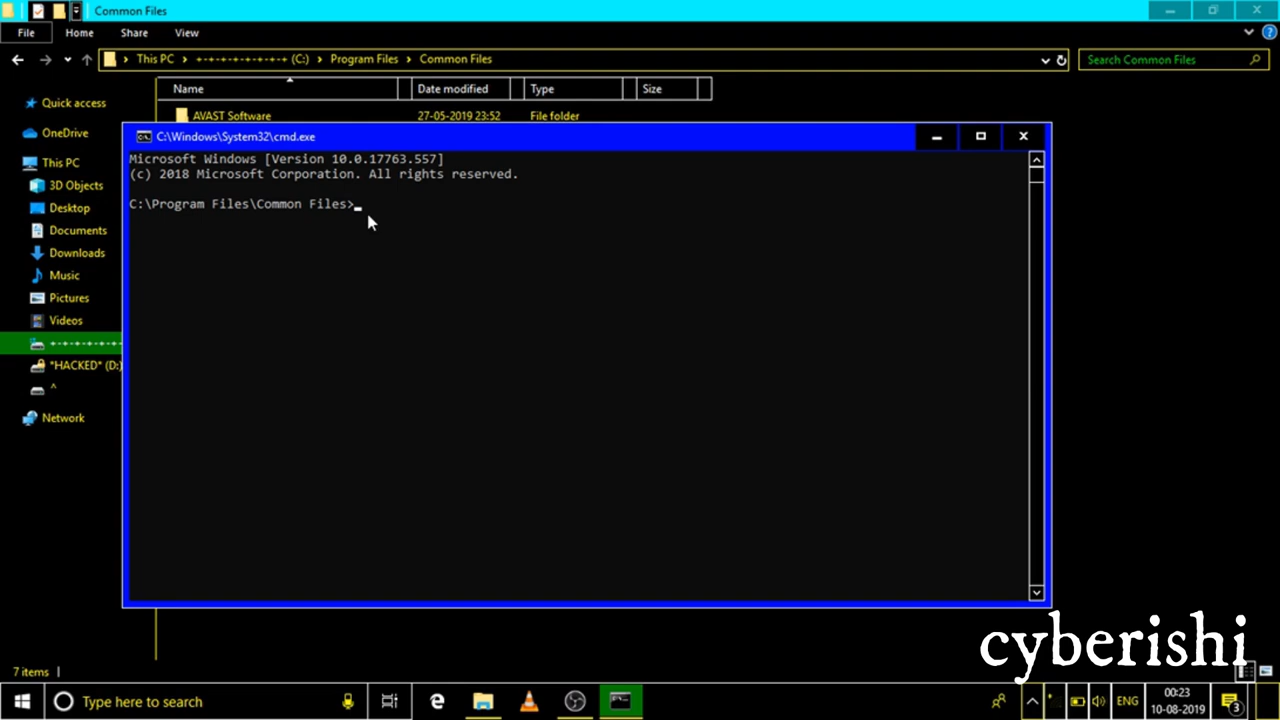 Common Files
File Home Share View
This PC (C:) Program Files Common Files
Search Common Files
Name Date modified Type Size
Quick access
AVAST Software 27-05-2019 23:52 File folder
OneDrive
C:\Windows\System32\cmd.exe
Microsoft Windows [Version 10.0.17763.557]
(c) 2018 Microsoft Corporation. All rights reserved.
C:\Program Files\Common Files>
This PC
3D Objects
Desktop
Documents
Downloads
Music
Pictures
Videos
*HACKED* (D:)
^
Network
cyberishi
7 items
Type here to search
ENG
00:23
10-08-2019
3